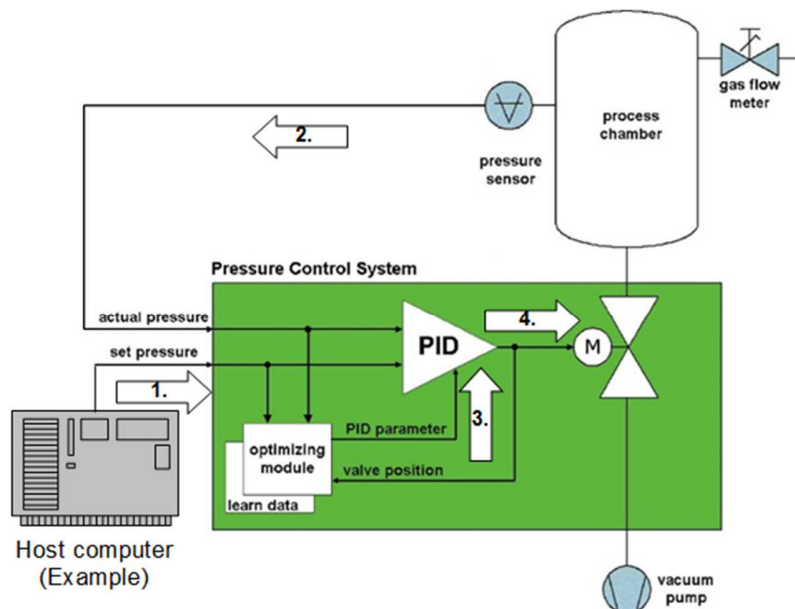 2.
pressure
sensor
process
chamber
gas flow
meter
Pressure Control System
actual pressure
set pressure
1.
PID
4.
M
3.
PID parameter
optimizing
module
valve position
learn data
Host computer
(Example)
vacuum
pump